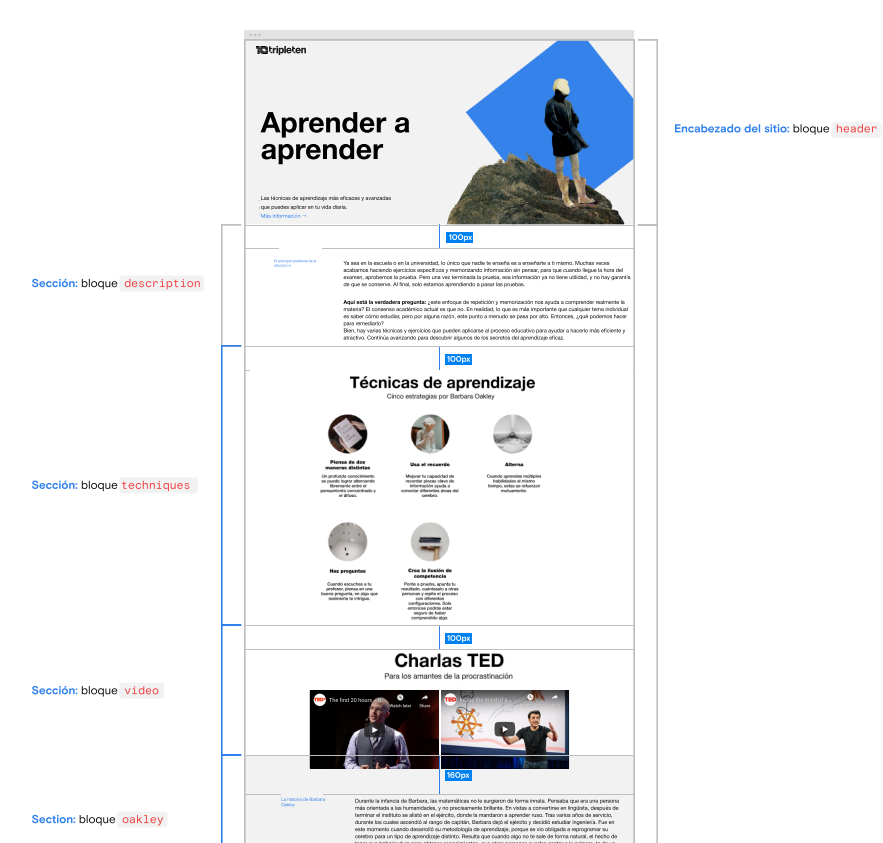 tripleten
Aprender a
aprender
Las técnicas de aprendizaje más eficaces y avanzadas
que puedes aplicar en tu vida diaria.
Más información →
Encabezado del sitio: bloque header
100px
Sección: bloque description
El principal problema de la
educación
Ya sea en la escuela o en la universidad, lo único que nadie te enseña es a enseñarte a ti mismo. Muchas veces
acabamos haciendo ejercicios específicos y memorizando información sin pensar, para que cuando llegue la hora del
examen, aprobemos la prueba. Pero una vez terminada la prueba, esa información ya no tiene utilidad, y no hay garantía
de que se conserve. Al final, solo estamos aprendiendo a pasar las pruebas.
Aquí está la verdadera pregunta: ¿este enfoque de repetición y memorización nos ayuda a comprender realmente la
materia? El consenso académico actual es que no. En realidad, lo que es más importante que cualquier tema individual
es saber cómo estudiar, pero por alguna razón, este punto a menudo se pasa por alto. Entonces, ¿qué podemos hacer
para remediarlo?
Bien, hay varias técnicas y ejercicios que pueden aplicarse al proceso educativo para ayudar a hacerlo más eficiente y
atractivo. Continúa avanzando para descubrir algunos de los secretos del aprendizaje eficaz.
100px
Sección: bloque techniques
Técnicas de aprendizaje
Cinco estrategias por Barbara Oakley
Piensa de dos
maneras distintas
Un profundo conocimiento
se puede lograr alternando
libremente entre el
pensamiento concentrado y
el difuso.
Usa el recuerdo
Mejorar tu capacidad de
recordar piezas clave de
información ayuda a
conectar diferentes áreas del
cerebro.
Alterna
Cuando aprendes múltiples
habilidades al mismo
tiempo, estas se refuerzan
mutuamente.
Haz preguntas
Cuando escuches a tu
profesor, piensa en una
buena pregunta, en algo que
realmente te intrigue.
Crea la ilusión de
competencia
Ponte a prueba, apunta tu
resultado, cuéntaselo a otras
personas y repite el proceso
con diferentes
configuraciones. Solo
entonces podrás estar
seguro de haber
comprendido algo.
100px
Sección: bloque video
Charlas TED
Para los amantes de la procrastinación
TED
The first 20 hours
Watch later
Share
TED
160px
Section: bloque oakley
La historia de Barbara
Oakley
Durante la infancia de Barbara, las matemáticas no le surgieron de forma innata. Pensaba que era una persona
más orientada a las humanidades, y no precisamente brillante. En vistas a convertirse en lingüista, después de
terminar el instituto se alistó en el ejército, donde la mandaron a aprender ruso. Tras varios años de servicio,
durante los cuales ascendió al rango de capitán, Barbara dejó el ejército y decidió estudiar ingeniería. Fue en
este momento cuando desarrolló su metodología de aprendizaje, porque se vio obligada a reprogramar su
cerebro para un tipo de aprendizaje distinto. Resulta que cuando algo no te sale de forma natural, el hecho de